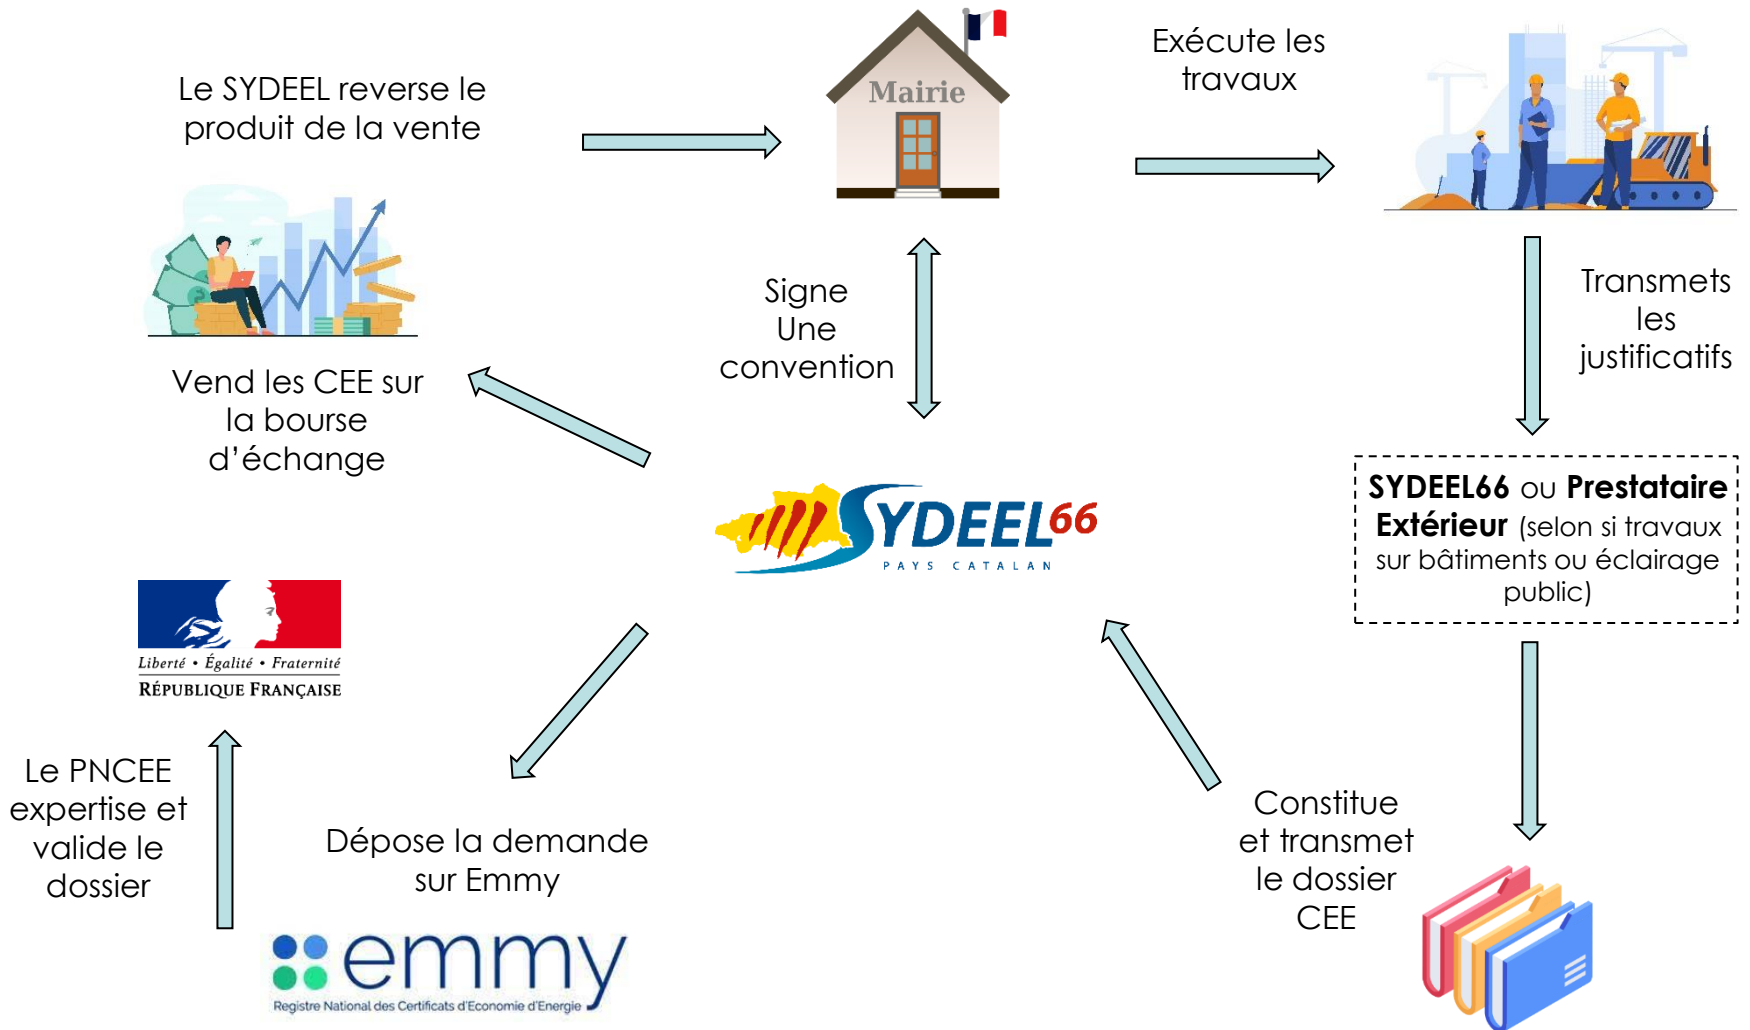 Le SYDEEL reverse le
produit de la vente
Mairie
Exécute les
travaux
Signe
Une
convention
Transmets
les
justificatifs
Vend les CEE sur
la bourse
d’échange
SYDEEL66
PAYS CATALAN
SYDEEL66 ou Prestataire
Extérieur (selon si travaux
sur bâtiments ou éclairage
public)
Liberté • Égalité • Fraternité
RÉPUBLIQUE FRANÇAISE
Le PNCEE
expertise et
valide le
dossier
Dépose la demande
sur Emmy
Constitue
et transmet
le dossier
CEE
emmy
Registre National des Certificats d'Economie d'Energie